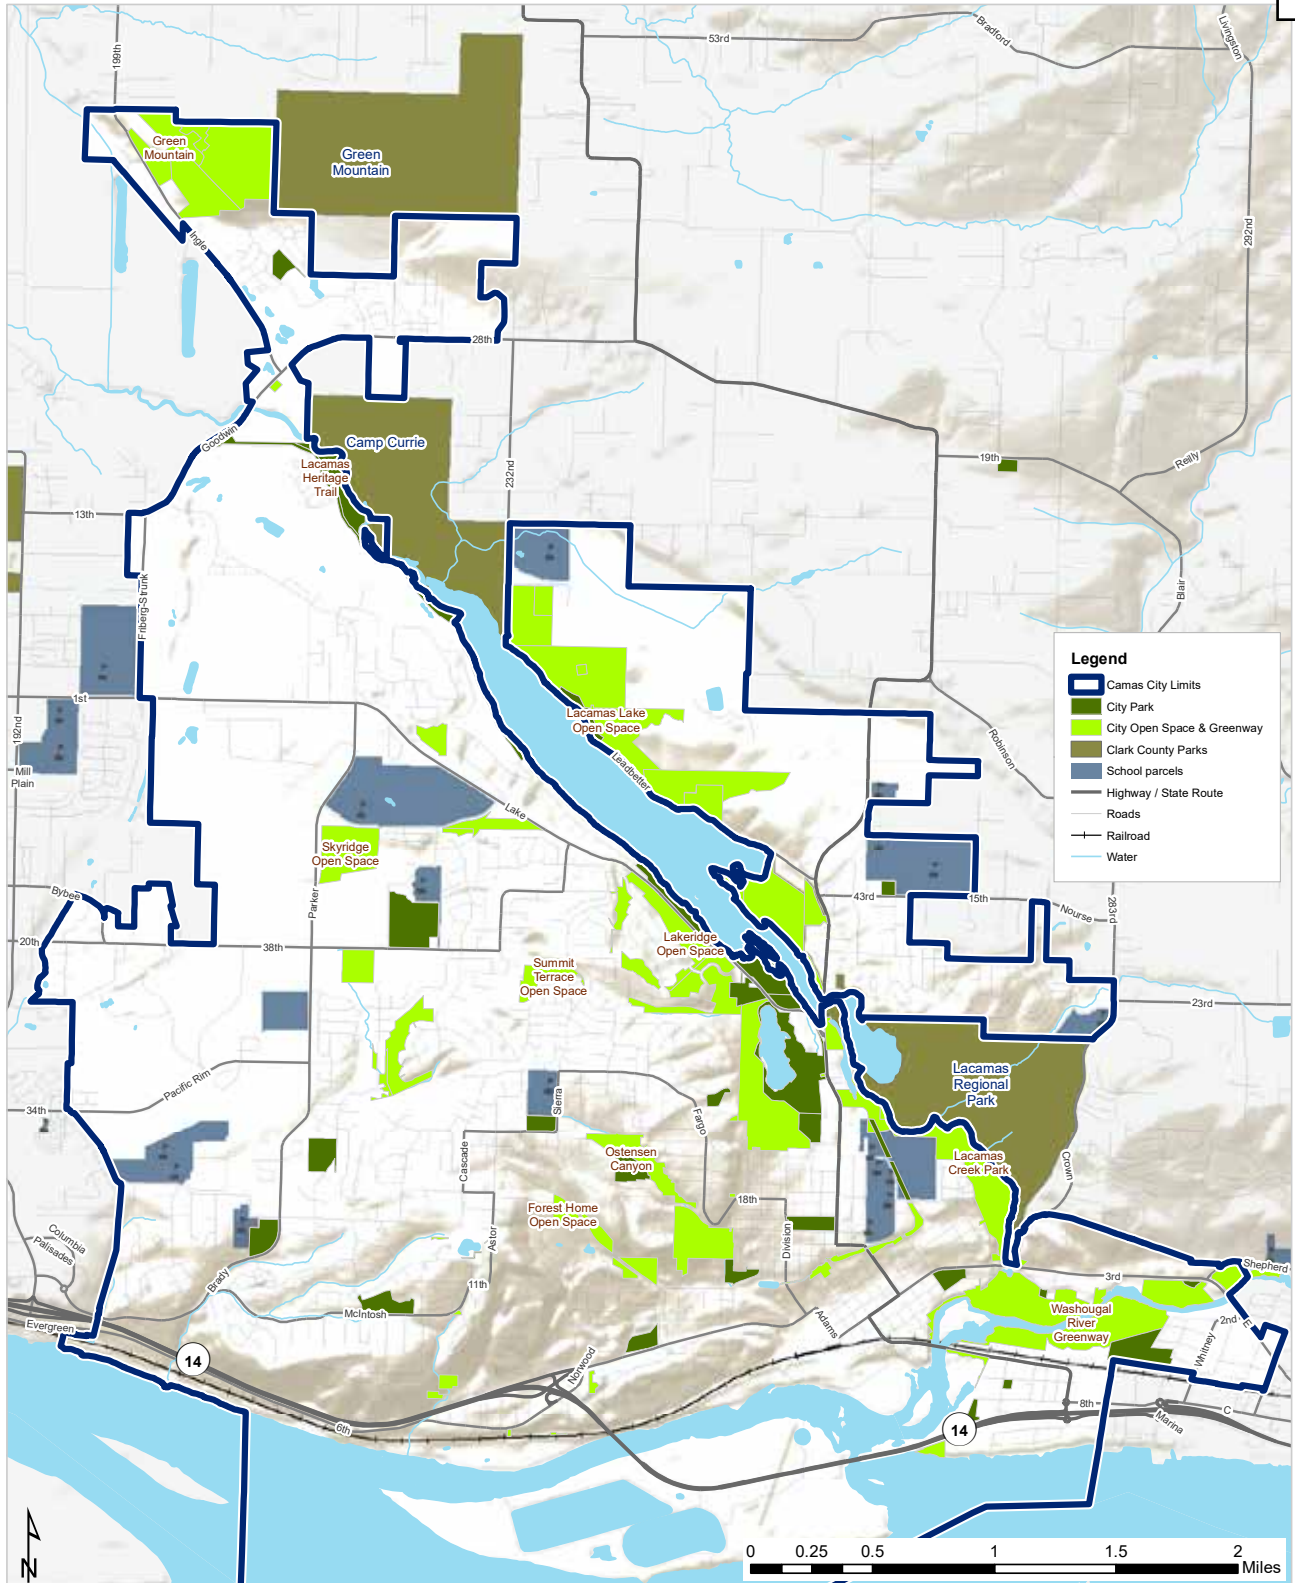 53rd
Bradford
Livingston
199th
Green
Mountain
Green
Mountain
292nd
Ingle
28th
Goodwin
Camp Currie
Lacamas
Heritage
Trail
232nd
19th
Reilly
13th
Friberg-Strunk
Blair
1st
192nd
Mill
Plain
Lacamas Lake
Open Space
Leadbetter
Robinson
Lake
Legend
Camas City Limits
City Park
City Open Space & Greenway
Clark County Parks
School parcels
Highway / State Route
Roads
Railroad
Water
Skyridge
Open Space
Parker
Bybee
20th
38th
43rd
15th
Nourse
283rd
Lakeridge
Open Space
Summit
Terrace
Open Space
23rd
Pacific Rim
34th
Sierra
Fargo
Lacamas
Regional
Park
Cascade
Ostensen
Canyon
Lacamas
Creek Park
Crown
18th
Forest Home
Open Space
Astor
Division
Columbia
Palisades
Brady
11th
McIntosh
Evergreen
14
Adams
3rd
Shepherd
Washougal
River
Greenway
2nd
E
Whitney
Norwood
6th
8th
C
Marina
14
N
0 0.25 0.5 1 1.5 2
Miles